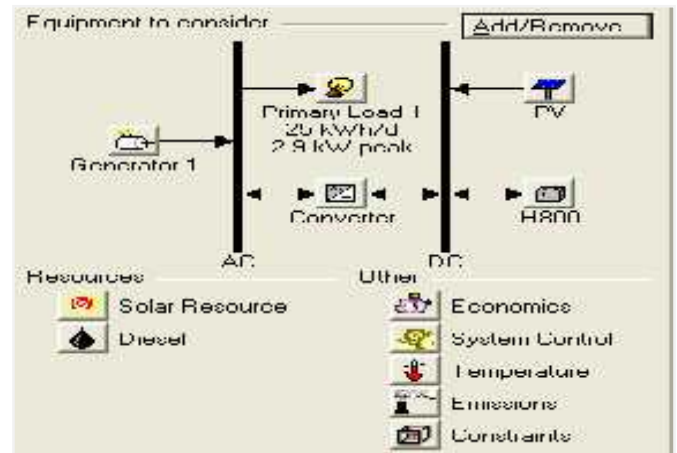 Equipment to consider
Add/Remove
Primary Load 1
25 kWh/d
2.9 kW peak
PV
Generator 1
Converter
H800
AC
DC
Resources
Other
Solar Resource
Economics
Diesel
System Control
Temperature
Emissions
Constraints